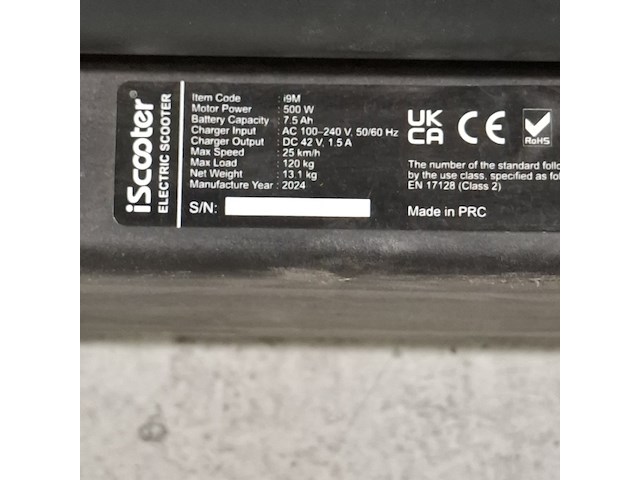 iScooter®
ELECTRIC SCOOTER
Item Code : i9M
Motor Power : 500 W
Battery Capacity : 7.5 Ah
Charger Input : AC 100–240 V, 50/60 Hz
Charger Output : DC 42 V, 1.5 A
Max Speed : 25 km/h
Max Load : 120 kg
Net Weight : 13.1 kg
Manufacture Year : 2024
S/N:
UK
CA
CE
RoHS
The number of the standard follo
by the use class, specified as fo
EN 17128 (Class 2)
Made in PRC